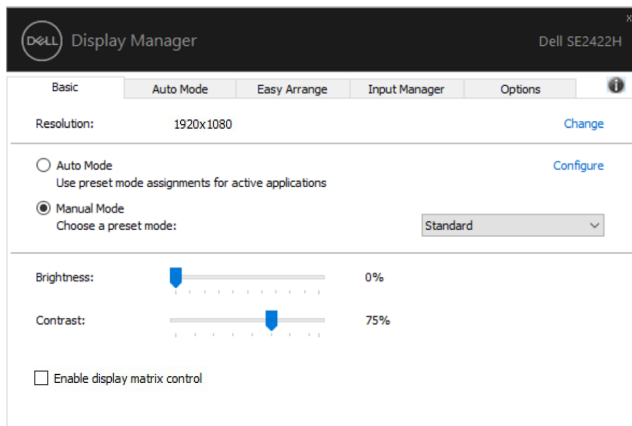 DELL Display Manager Dell SE2422H
x
Basic Auto Mode Easy Arrange Input Manager Options i
Resolution: 1920x1080 Change
Auto Mode Configure
Use preset mode assignments for active applications
Manual Mode
Choose a preset mode: Standard
Brightness: 0%
Contrast: 75%
Enable display matrix control